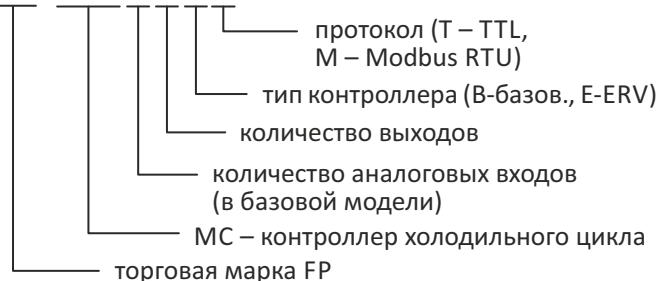 протокол (T – TTL,
M – Modbus RTU)
тип контроллера (В-базов., E-ERV)
количество выходов
количество аналоговых входов
(в базовой модели)
МС – контроллер холодильного цикла
торговая марка FP